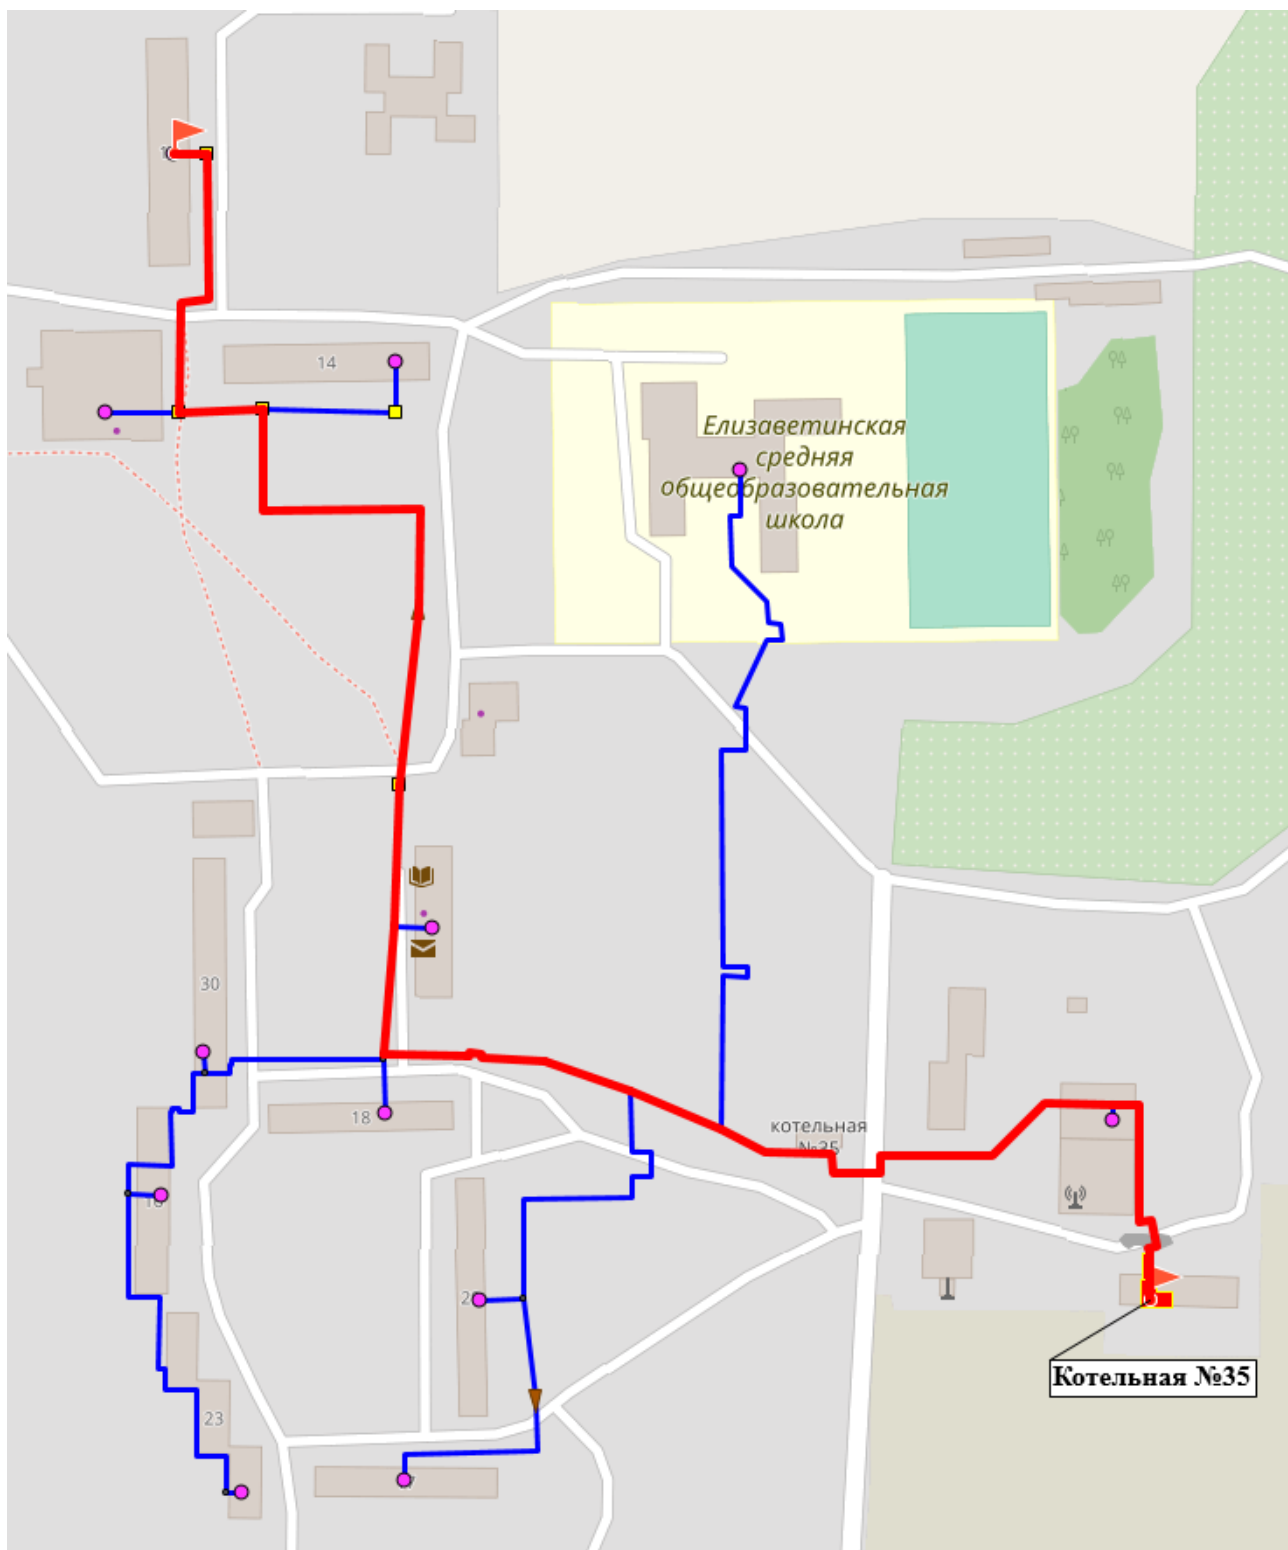 14
Елизаветинская
средняя
общеобразовательная
школа
30
18
котельная
№35
23
Котельная №35